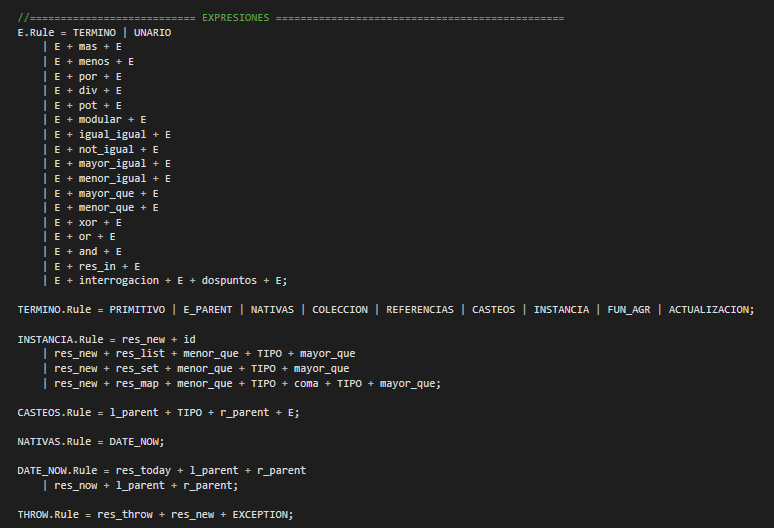 //=========================== EXPRESIONES ===============================================
E.Rule = TERMINO | UNARIO
| E + mas + E
| E + menos + E
| E + por + E
| E + div + E
| E + pot + E
| E + modular + E
| E + igual_igual + E
| E + not_igual + E
| E + mayor_igual + E
| E + menor_igual + E
| E + mayor_que + E
| E + menor_que + E
| E + xor + E
| E + or + E
| E + and + E
| E + res_in + E
| E + interrogacion + E + dospuntos + E;
TERMINO.Rule = PRIMITIVO | E_PARENT | NATIVAS | COLECCION | REFERENCIAS | CASTEOS | INSTANCIA | FUN_AGR | ACTUALIZACION;
INSTANCIA.Rule = res_new + id
| res_new + res_list + menor_que + TIPO + mayor_que
| res_new + res_set + menor_que + TIPO + mayor_que
| res_new + res_map + menor_que + TIPO + coma + TIPO + mayor_que;
CASTEOS.Rule = l_parent + TIPO + r_parent + E;
NATIVAS.Rule = DATE_NOW;
DATE_NOW.Rule = res_today + l_parent + r_parent
| res_now + l_parent + r_parent;
THROW.Rule = res_throw + res_new + EXCEPTION;